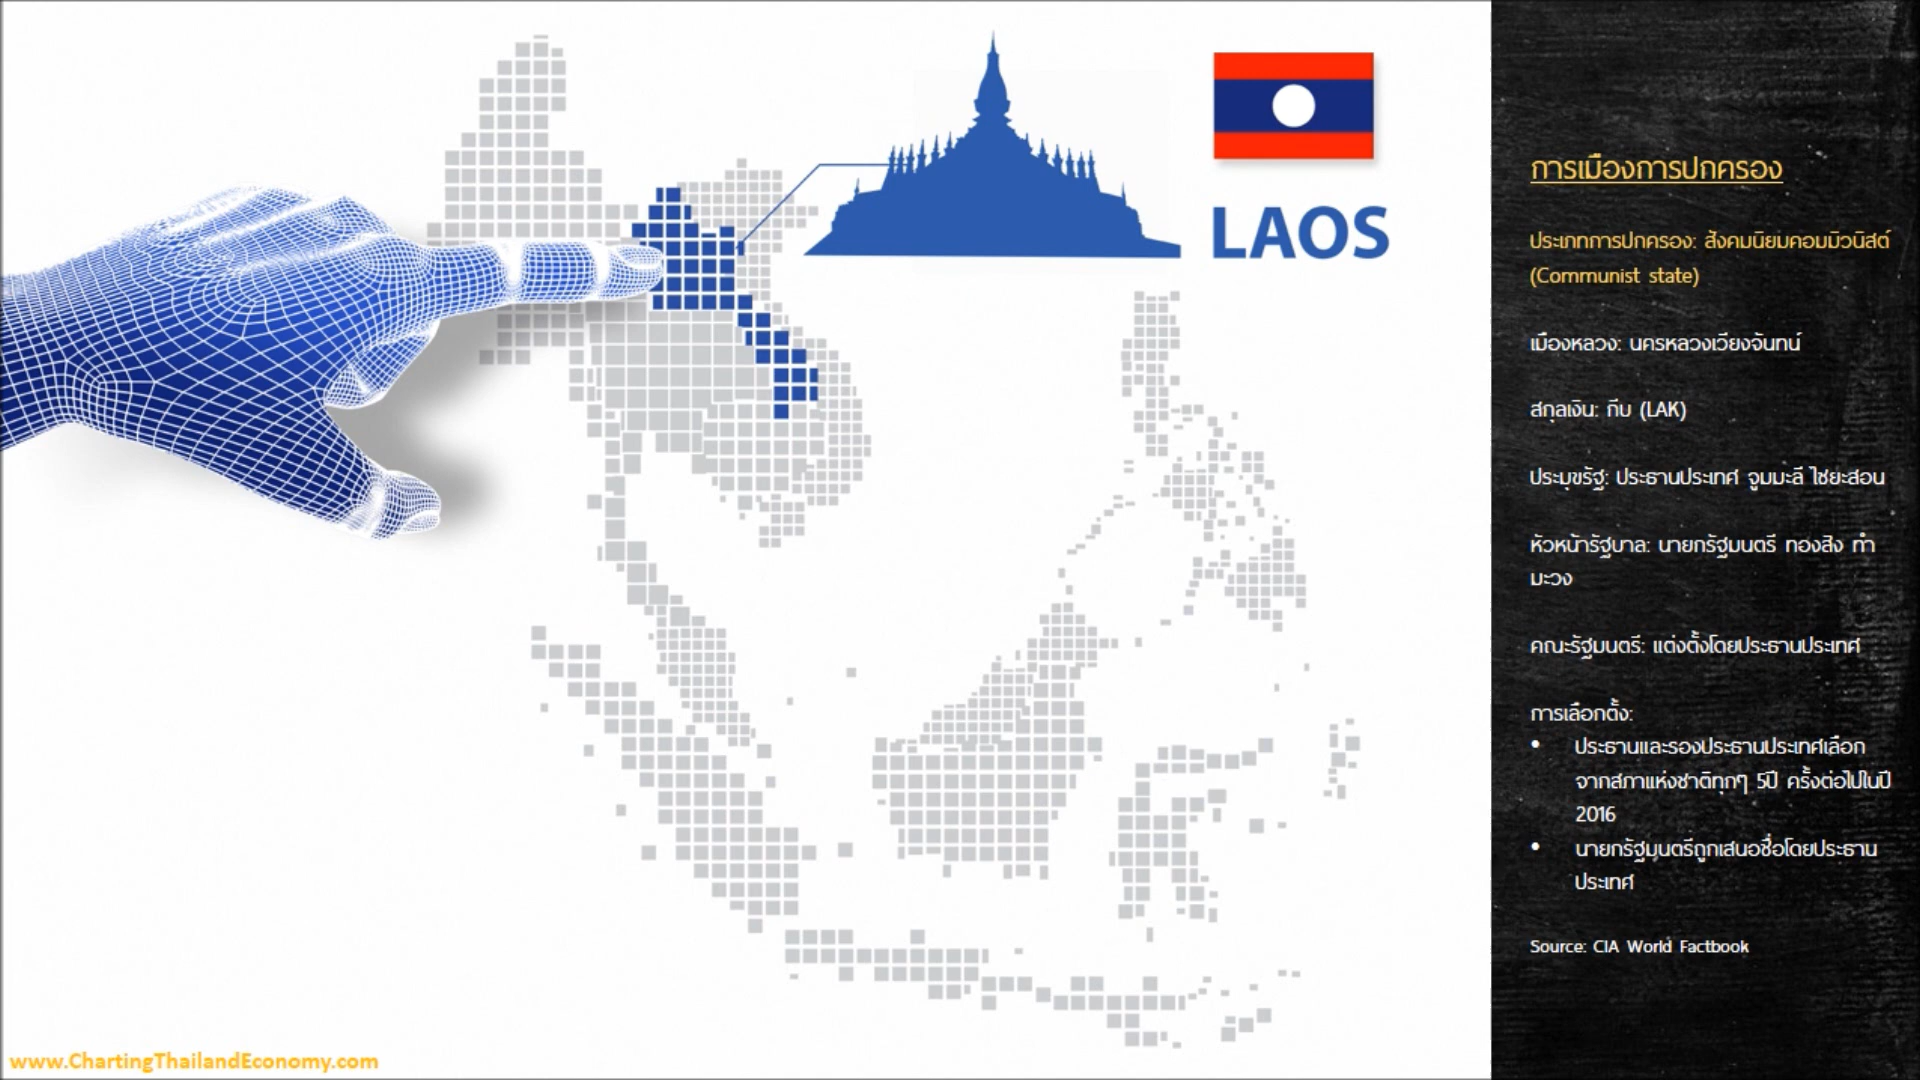 LAOS
การเมืองการปกครอง
ประเภทการปกครอง: สังคมนิยมคอมมิวนิสต์
(Communist state)
เมืองหลวง: นครหลวงเวียงจันทน์
สกุลเงิน: กีบ (LAK)
ประมุขรัฐ: ประธานประเทศ จูมมะลี ไชยะสอน
หัวหน้ารัฐบาล: นายกรัฐมนตรี ทองสิง ทำ
มะวง
คณะรัฐมนตรี: แต่งตั้งโดยประธานประเทศ
การเลือกตั้ง:
• ประธานและรองประธานประเทศเลือก
จากสภาแห่งชาติทุกๆ 5ปี ครั้งต่อไปในปี
2016
• นายกรัฐมนตรีถูกเสนอชื่อโดยประธาน
ประเทศ
Source: CIA World Factbook
www.ChartingThailandEconomy.com